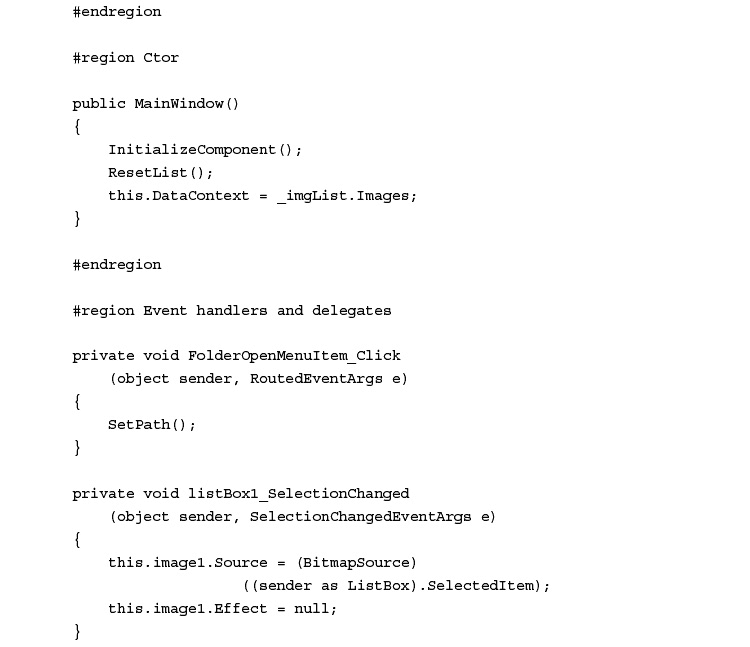 #endregion
#region Ctor
public MainWindow()
{
InitializeComponent();
ResetList();
this.DataContext = _imgList.Images;
}
#endregion
#region Event handlers and delegates
private void FolderOpenMenuItem_Click
(object sender, RoutedEventArgs e)
{
SetPath();
}
private void listBox1_SelectionChanged
(object sender, SelectionChangedEventArgs e)
{
this.image1.Source = (BitmapSource)
((sender as ListBox).SelectedItem);
this.image1.Effect = null;
}